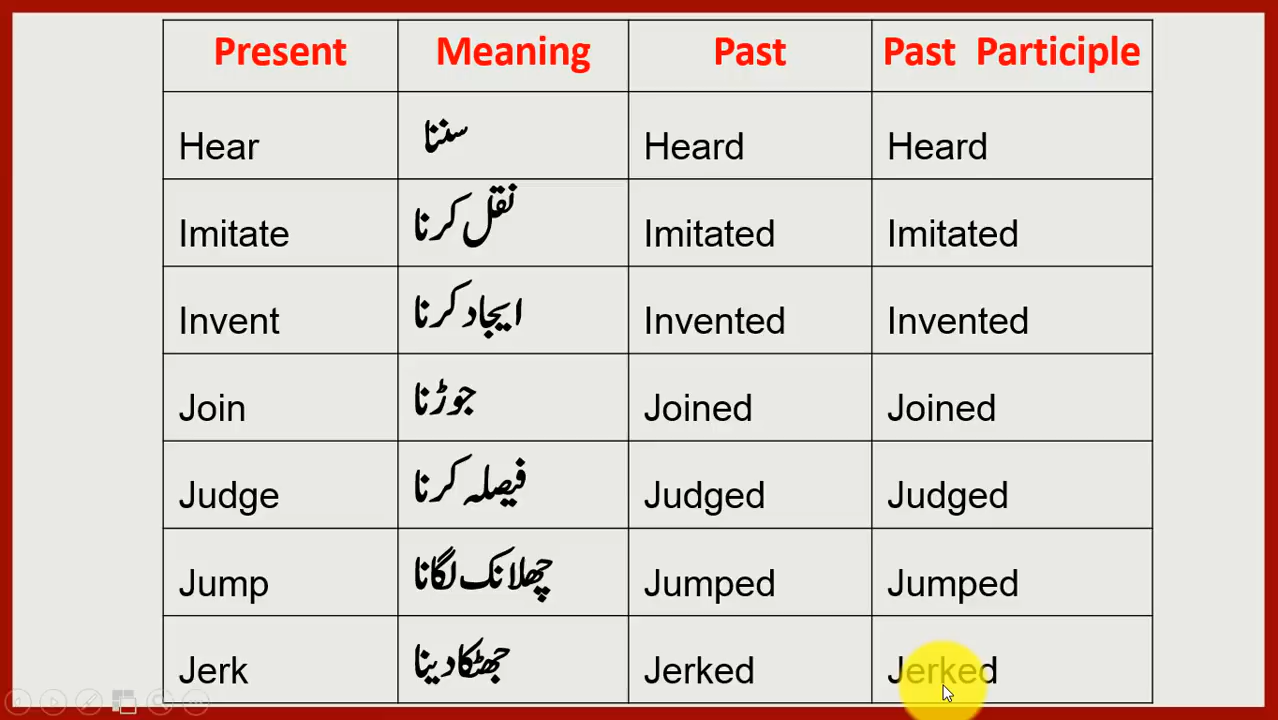 Present Meaning Past Past Participle
Hear سننا Heard Heard
Imitate نقل کرنا Imitated Imitated
Invent ایجاد کرنا Invented Invented
Join جوڑنا Joined Joined
Judge فیصلہ کرنا Judged Judged
Jump چھلانک لگانا Jumped Jumped
Jerk جھٹکا دینا Jerked Jerked